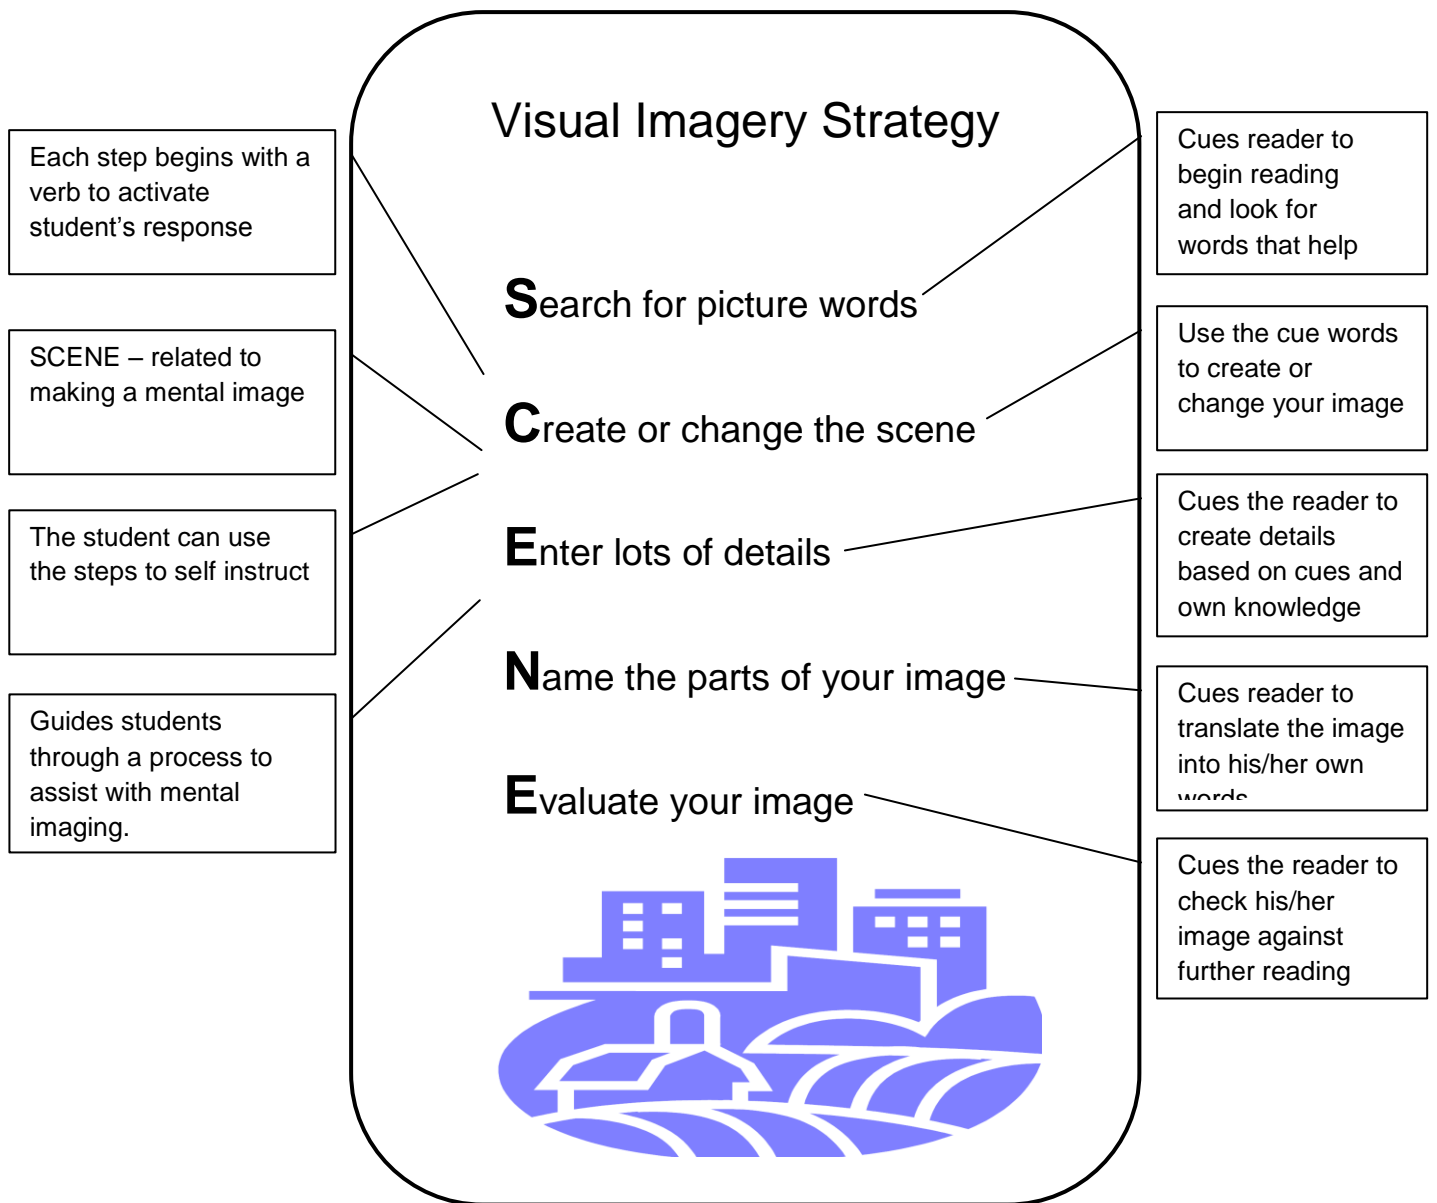 Visual Imagery Strategy
Each step begins with a
verb to activate
student’s response
SCENE – related to
making a mental image
The student can use
the steps to self instruct
Guides students
through a process to
assist with mental
imaging.
Search for picture words
Create or change the scene
Enter lots of details
Name the parts of your image
Evaluate your image
Cues reader to
begin reading
and look for
words that help
Use the cue words
to create or
change your image
Cues the reader to
create details
based on cues and
own knowledge
Cues reader to
translate the image
into his/her own
words
Cues the reader to
check his/her
image against
further reading